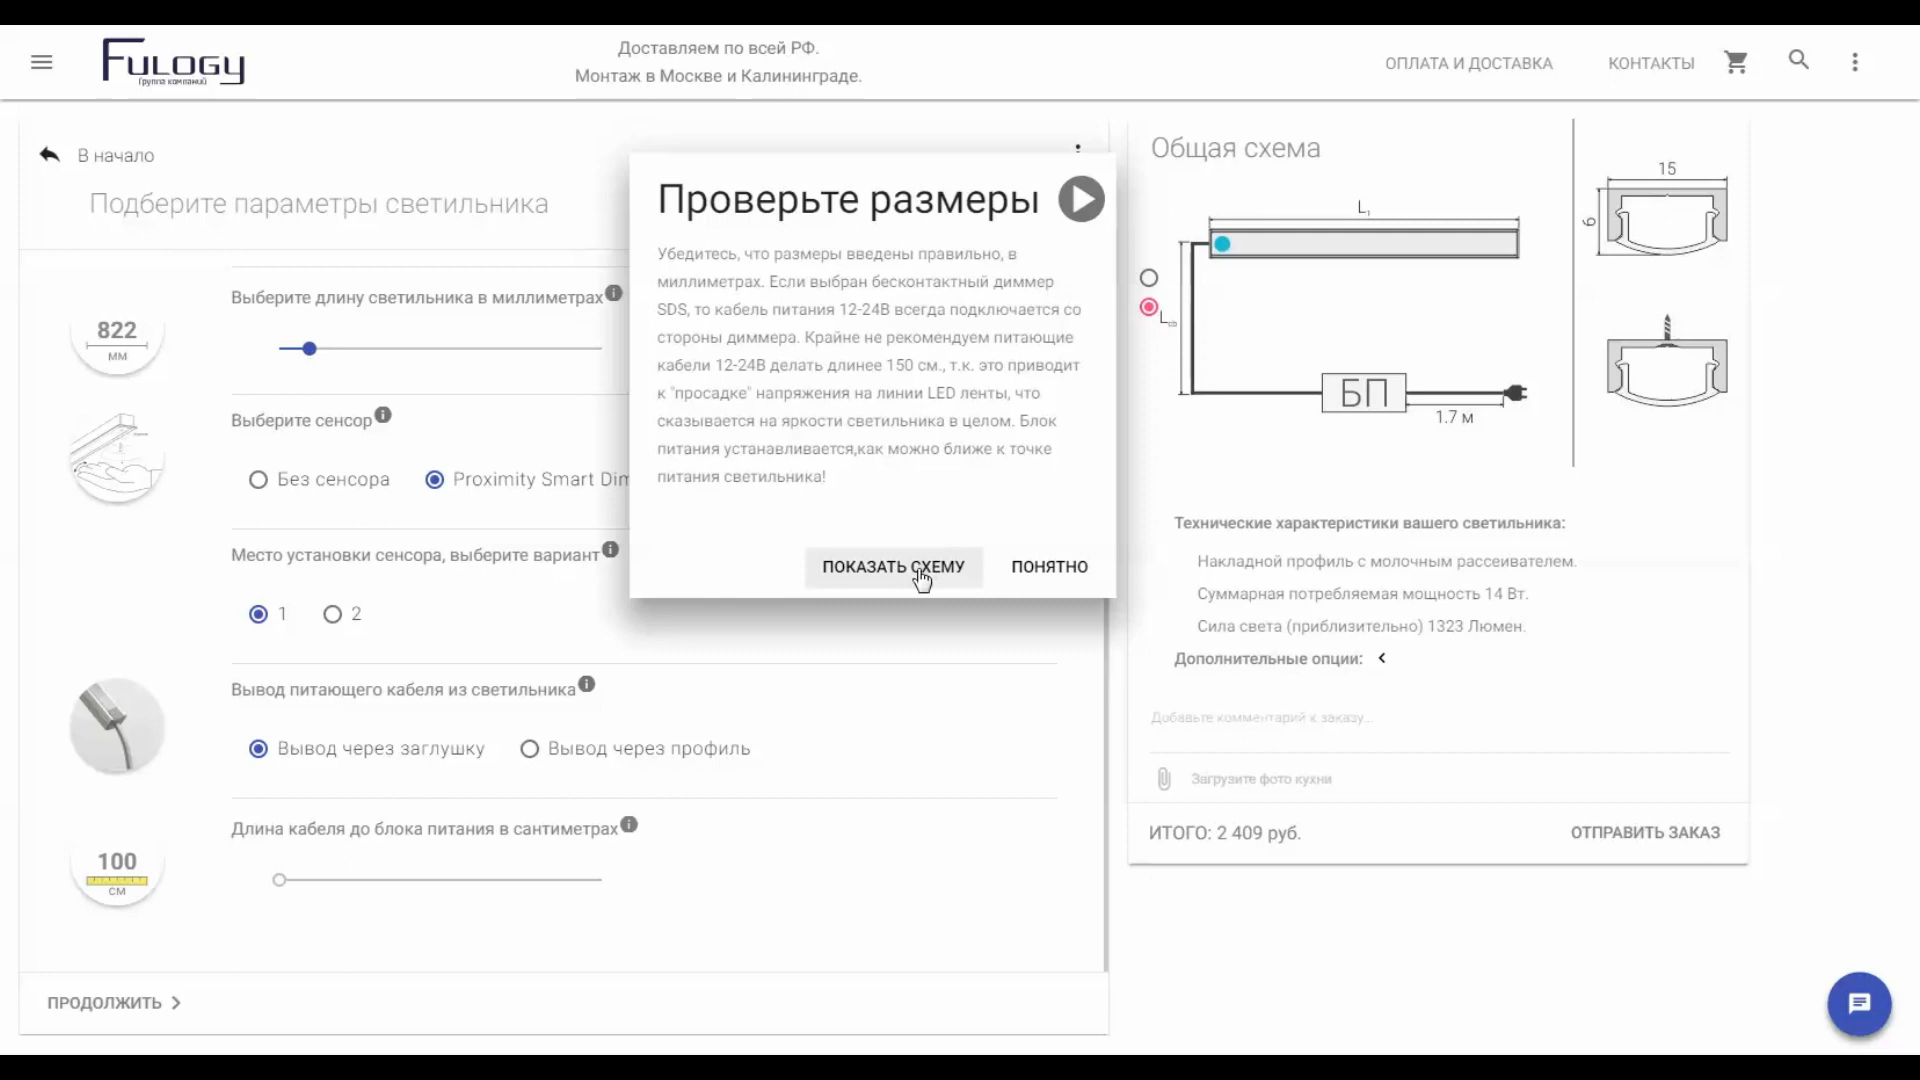 FULOGY
Группа компаний
Доставляем по всей РФ.
Монтаж в Москве и Калининграде.
ОПЛАТА И ДОСТАВКА
КОНТАКТЫ
В начало
Подберите параметры светильника
Выберите длину светильника в миллиметрах
822
мм
Выберите сенсор
Без сенсора
Proximity Smart Dim
Место установки сенсора, выберите вариант
1
2
Вывод питающего кабеля из светильника
Вывод через заглушку
Вывод через профиль
Длина кабеля до блока питания в сантиметрах
100
см
ПРОДОЛЖИТЬ
Проверьте размеры
Убедитесь, что размеры введены правильно, в
миллиметрах. Если выбран бесконтактный диммер
SDS, то кабель питания 12-24В всегда подключается со
стороны диммера. Крайне не рекомендуем питающие
кабели 12-24В делать длинее 150 см., т.к. это приводит
к "просадке" напряжения на линии LED ленты, что
сказывается на яркости светильника в целом. Блок
питания устанавливается,как можно ближе к точке
питания светильника!
ПОКАЗАТЬ СХЕМУ
ПОНЯТНО
Общая схема
L1
15
6
БП
1.7 м
Технические характеристики вашего светильника:
Накладной профиль с молочным рассеивателем.
Суммарная потребляемая мощность 14 Вт.
Сила света (приблизительно) 1323 Люмен.
Дополнительные опции:
Добавьте комментарий к заказу...
Загрузите фото кухни
ИТОГО: 2 409 руб.
ОТПРАВИТЬ ЗАКАЗ